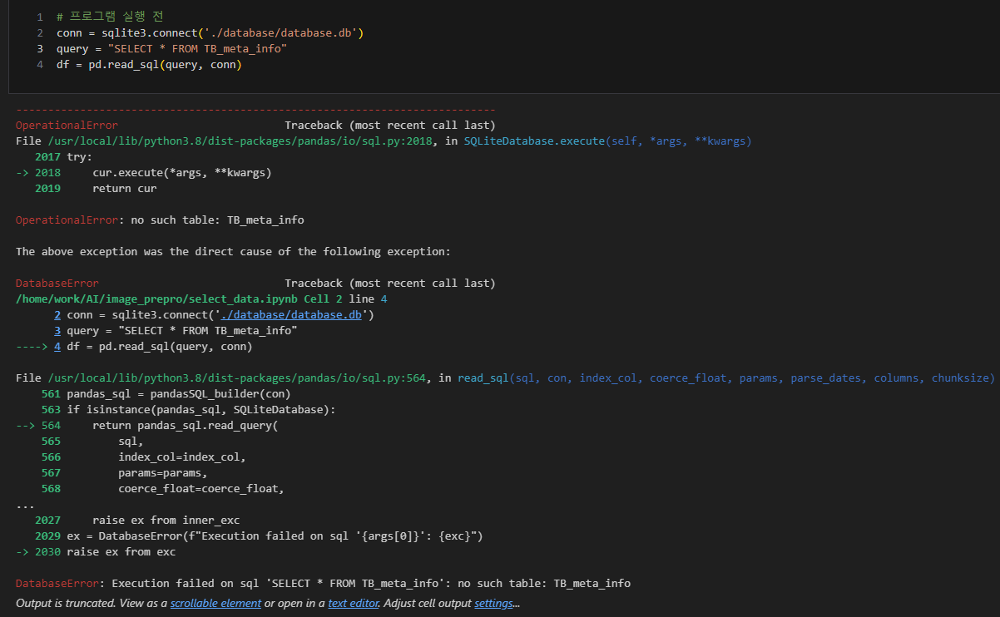 1 # 프로그램 실행 전
2 conn = sqlite3.connect('./database/database.db')
3 query = "SELECT * FROM TB_meta_info"
4 df = pd.read_sql(query, conn)
---------------------------------------------------------------------------
OperationalError                          Traceback (most recent call last)
File /usr/local/lib/python3.8/dist-packages/pandas/io/sql.py:2018, in SQLiteDatabase.execute(self, *args, **kwargs)
   2017 try:
-> 2018     cur.execute(*args, **kwargs)
   2019     return cur
OperationalError: no such table: TB_meta_info
The above exception was the direct cause of the following exception:
DatabaseError                             Traceback (most recent call last)
/home/work/AI/image_prepro/select_data.ipynb Cell 2 line 4
      2 conn = sqlite3.connect('./database/database.db')
      3 query = "SELECT * FROM TB_meta_info"
----> 4 df = pd.read_sql(query, conn)
File /usr/local/lib/python3.8/dist-packages/pandas/io/sql.py:564, in read_sql(sql, con, index_col, coerce_float, params, parse_dates, columns, chunksize)
    561 pandas_sql = pandasSQL_builder(con)
    563 if isinstance(pandas_sql, SQLiteDatabase):
--> 564     return pandas_sql.read_query(
    565         sql,
    566         index_col=index_col,
    567         params=params,
    568         coerce_float=coerce_float,
...
   2027     raise ex from inner_exc
   2029 ex = DatabaseError(f"Execution failed on sql '{args[0]}': {exc}")
-> 2030 raise ex from exc
DatabaseError: Execution failed on sql 'SELECT * FROM TB_meta_info': no such table: TB_meta_info
Output is truncated. View as a scrollable element or open in a text editor. Adjust cell output settings...